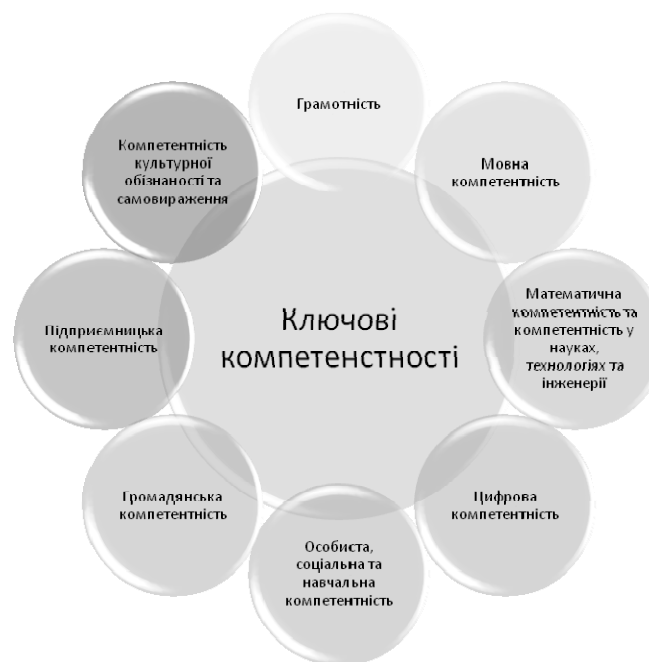 Грамотність
Мовна
компетентність
Математична
компетентність та
компетентність у
науках,
технологіях та
інженерії
Цифрова
компетентність
Особиста,
соціальна та
навчальна
компетентність
Громадянська
компетентність
Підприємницька
компетентність
Компетентність
культурної
обізнаності та
самовираження
Ключові
компетенстності